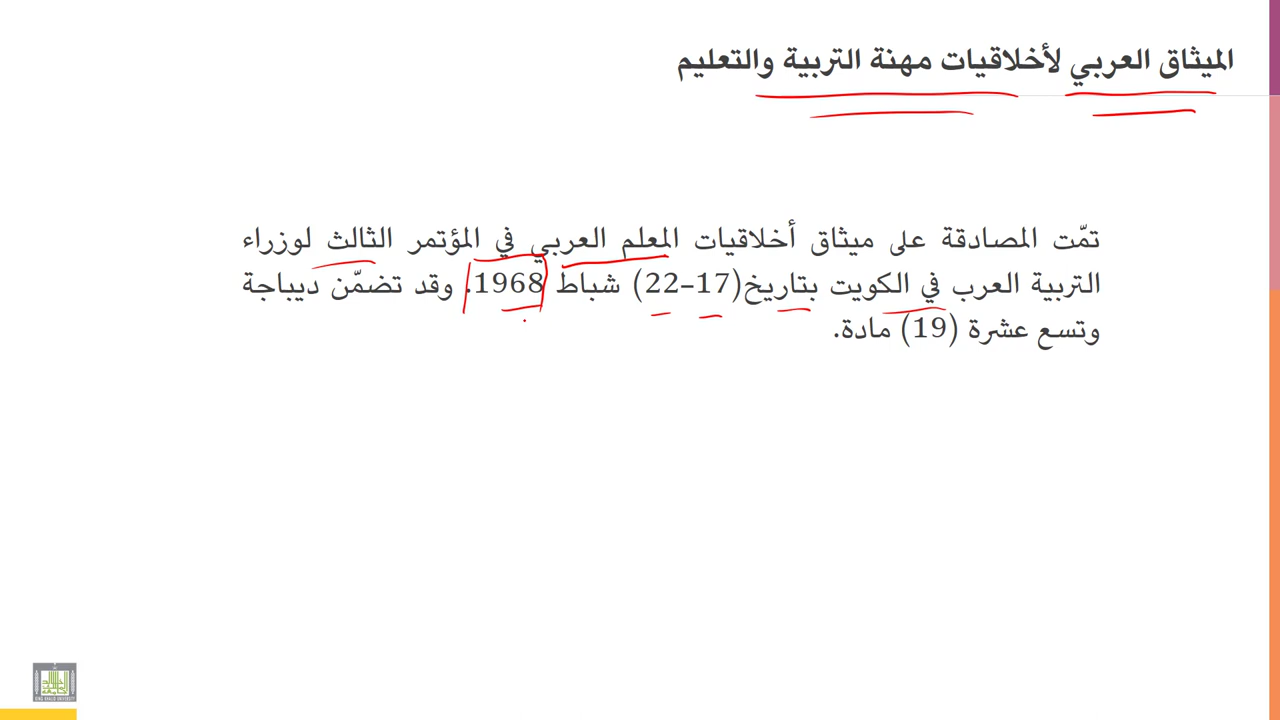 الميثاق العربي لأخلاقيات مهنة التربية والتعليم
تمّت المصادقة على ميثاق أخلاقيات المعلم العربي في المؤتمر الثالث لوزراء
التربية العرب في الكويت بتاريخ(17-22) شباط 1968. وقد تضمّن ديباجة
وتسع عشرة (19) مادة.